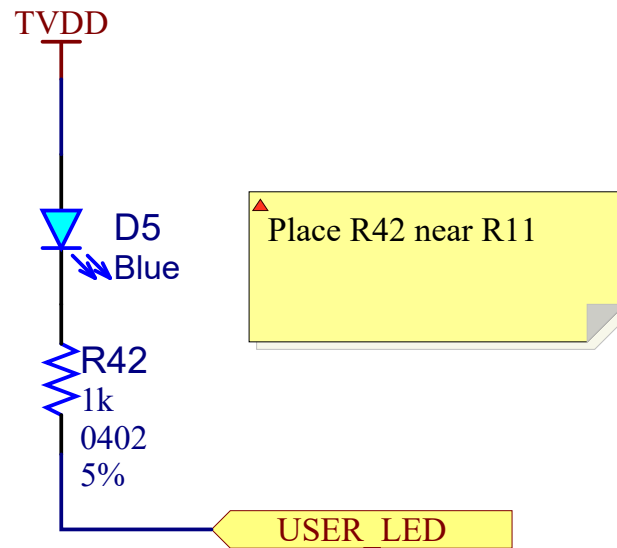 TVDD
D5
Blue
Place R42 near R11
R42
1k
0402
5%
USER_LED